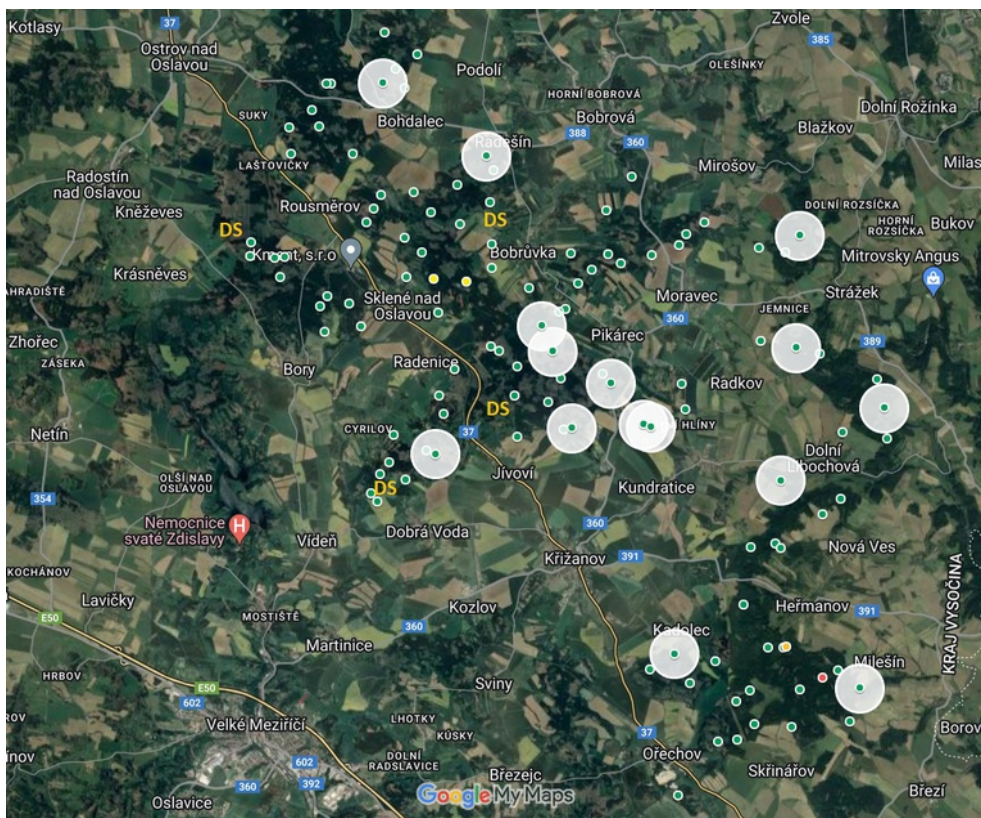 Kotlasy
37
Zvole
385
Ostrov nad
Oslavou
Podolí
OLEŠÍNKY
HORNÍ BOBROVÁ
Dolní Rožínka
SUKY
Bohdalec
Bobrová
388
360
Blažkov
Radešín
LAŠTOVIČKY
Mirošov
Milas
Radostín
nad Oslavou
Kněževes
Rousměrov
DOLNÍ ROZSÍČKA
HORNÍ
ROZSÍČKA
Bukov
DS
DS
Kment, s.r.o
Bobrůvka
Mitrovsky Angus
Krásněves
AHRADIŠTĚ
Sklené nad
Oslavou
Moravec
Strážek
JEMNICE
360
Pikárec
389
Zhořec
ZÁSEKA
Bory
Radenice
Radkov
DS
Netín
CYRILOV
37
HLÍNY
Dolní
Libochová
354
OLŠÍ NAD
OSLAVOU
DS
Jívoví
Kundratice
Nemocnice
svaté Zdislavy
Vídeň
Dobrá Voda
360
391
Nová Ves
Křižanov
KOCHÁNOV
Lavičky
E50
MOSTIŠTĚ
Kozlov
360
Heřmanov
391
KRAJ VYSOČINA
Martinice
Kadolec
Milešín
HRBOV
E50
602
Sviny
Velké Meziříčí
LHOTKY
KÚSKY
37
Borov
DOLNÍ
RADSLAVICE
Ořechov
602
360
392
Březejc
Skřinářov
Oslavice
Google My Maps
Březí